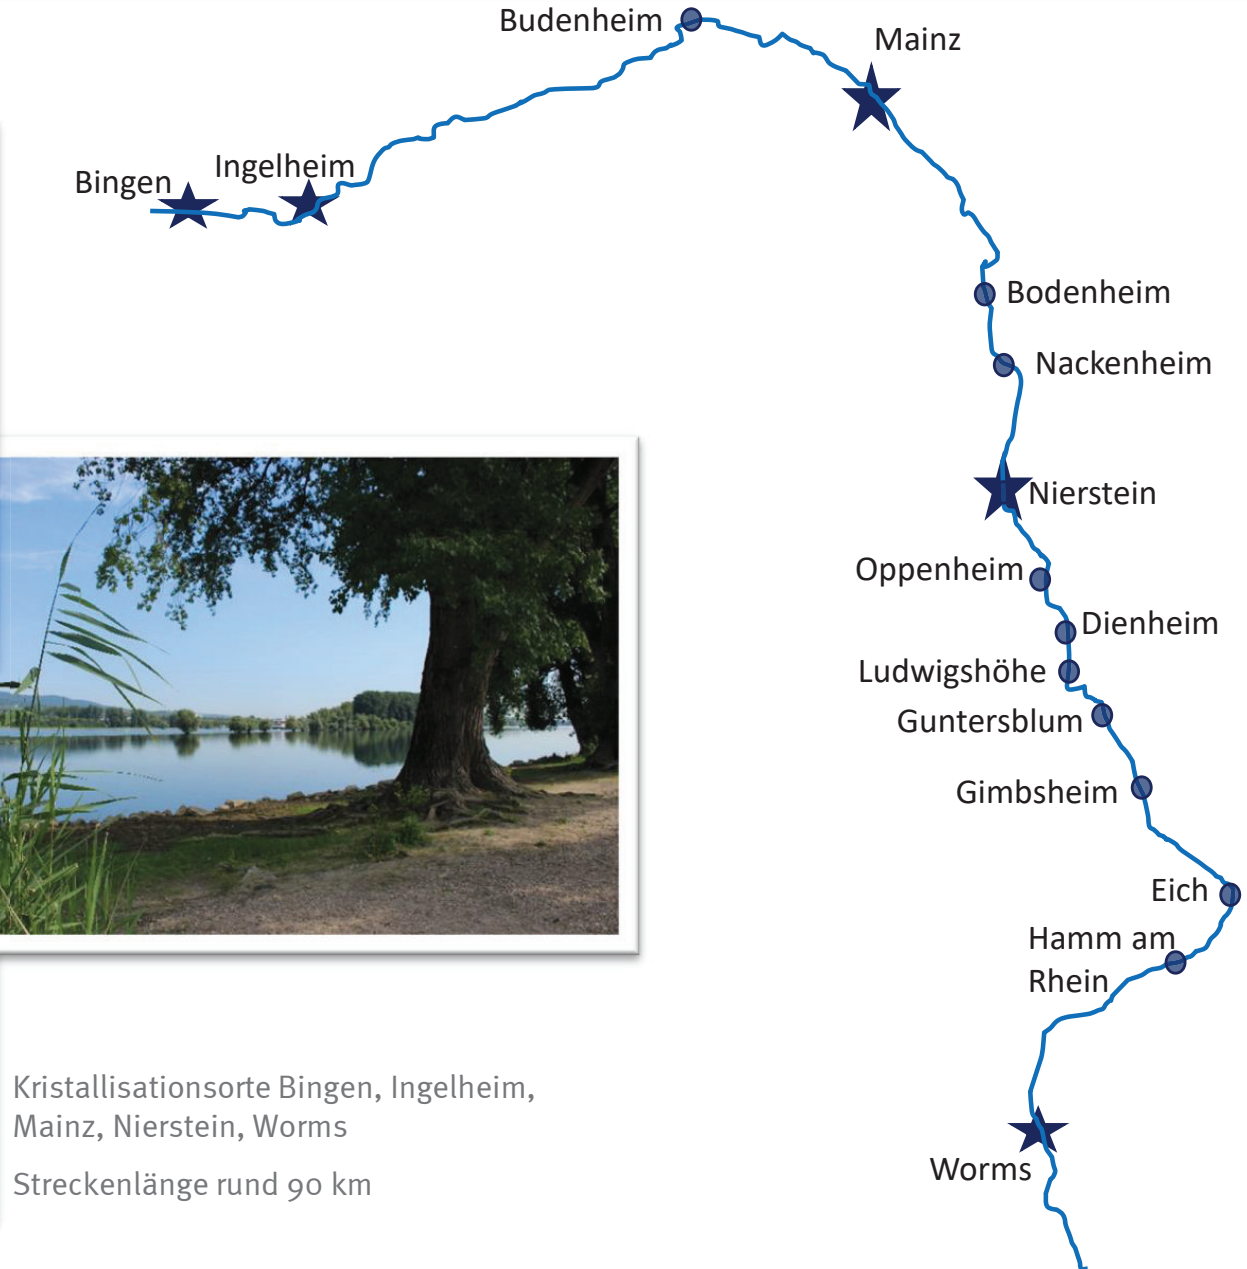 Budenheim
Mainz
Ingelheim
Bingen
Bodenheim
Nackenheim
Nierstein
Oppenheim
Dienheim
Ludwigshöhe
Guntersblum
Gimbsheim
Eich
Hamm am
Rhein
Worms
Kristallisationsorte Bingen, Ingelheim,
Mainz, Nierstein, Worms
Streckenlänge rund 90 km